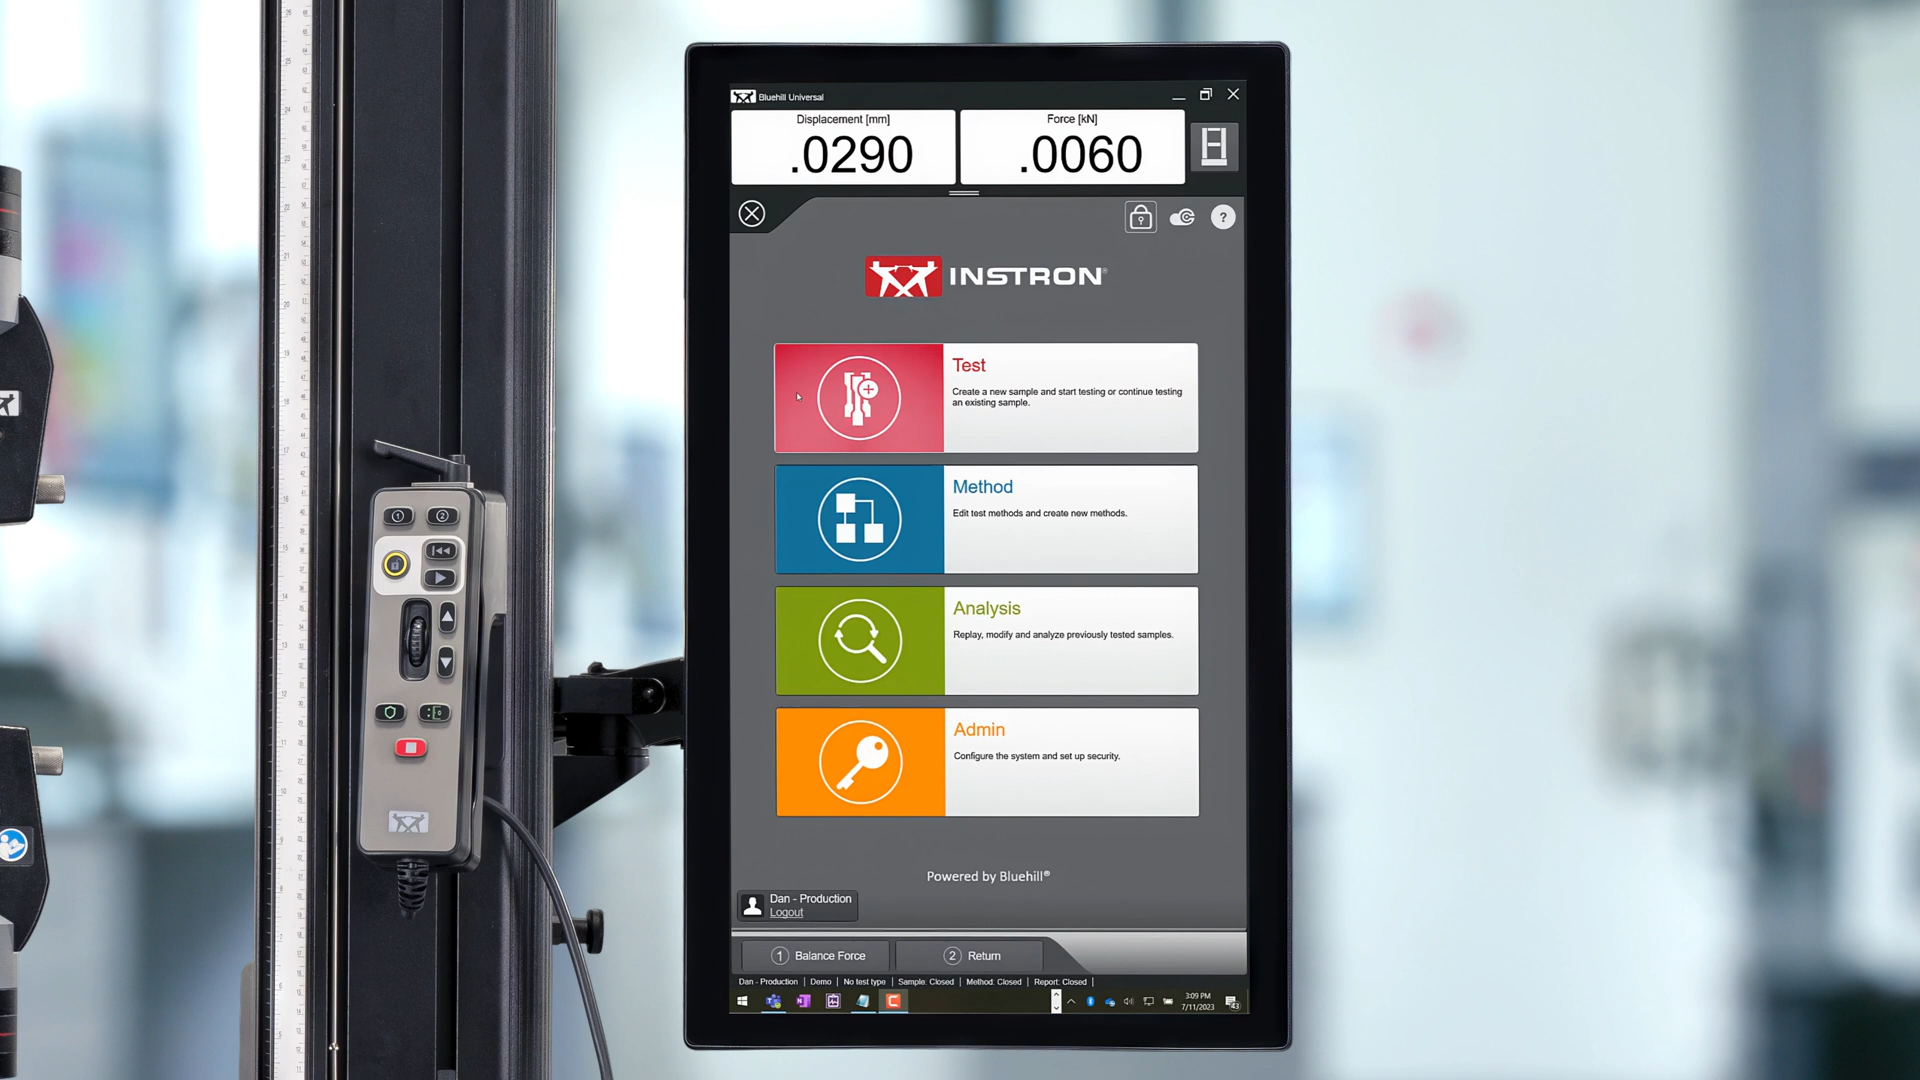 Bluehill Universal
Displacement [mm]
.0290
Force [kN]
.0060
?
INSTRON®
Test
Create a new sample and start testing or continue testing
an existing sample.
Method
Edit test methods and create new methods.
Analysis
Replay, modify and analyze previously tested samples.
Admin
Configure the system and set up security.
Powered by Bluehill®
Dan - Production
Logout
1 Balance Force
2 Return
Dan - Production | Demo | No test type | Sample: Closed | Method: Closed | Report: Closed |
3:09 PM
7/11/2023
43
1
2